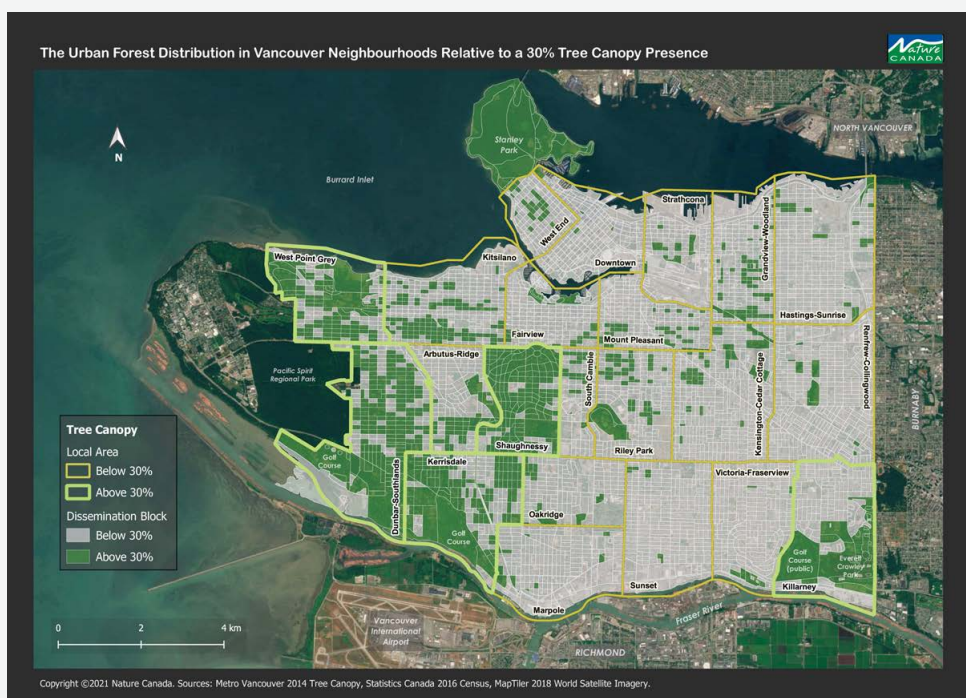 The Urban Forest Distribution in Vancouver Neighbourhoods Relative to a 30% Tree Canopy Presence
Nature
CANADA
NORTH VANCOUVER
Stanley
Park
N
Burrard Inlet
West End
Strathcona
Grandview-Woodland
West Point Grey
Kitsilano
Downtown
Hastings-Sunrise
Fairview
Mount Pleasant
Arbutus-Ridge
South Cambie
Kensington-Cedar Cottage
Renfrew-Collingwood
Pacific Spirit
Regional Park
BURNABY
Shaughnessy
Riley Park
Tree Canopy
Local Area
Below 30%
Above 30%
Dissemination Block
Below 30%
Above 30%
Golf
Course
Dunbar-Southlands
Kerrisdale
Victoria-Fraserview
Oakridge
Golf
Course
Golf
Course
(public)
Everett
Crowley
Park
Sunset
Killarney
Marpole
Fraser River
0 2 4 km
Vancouver
International
Airport
RICHMOND
Copyright ©2021 Nature Canada. Sources: Metro Vancouver 2014 Tree Canopy, Statistics Canada 2016 Census, MapTiler 2018 World Satellite Imagery.